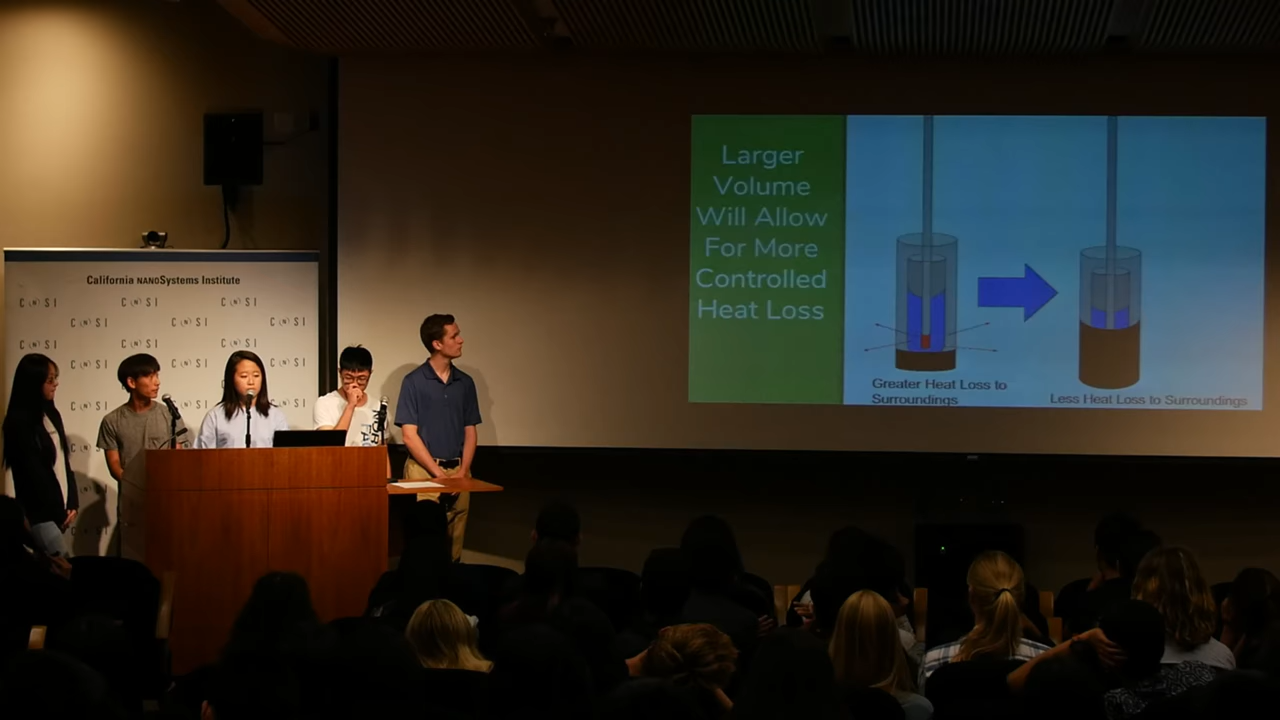 Larger
Volume
Will Allow
For More
Controlled
Heat Loss
Greater Heat Loss to
Surroundings
Less Heat Loss to Surroundings
California NANOSystems Institute
C (N) S I C (N) S I C (N) S I
C (N) S I C (N) S I C (N) S I
C (N) S I C (N) S I C (N) S I